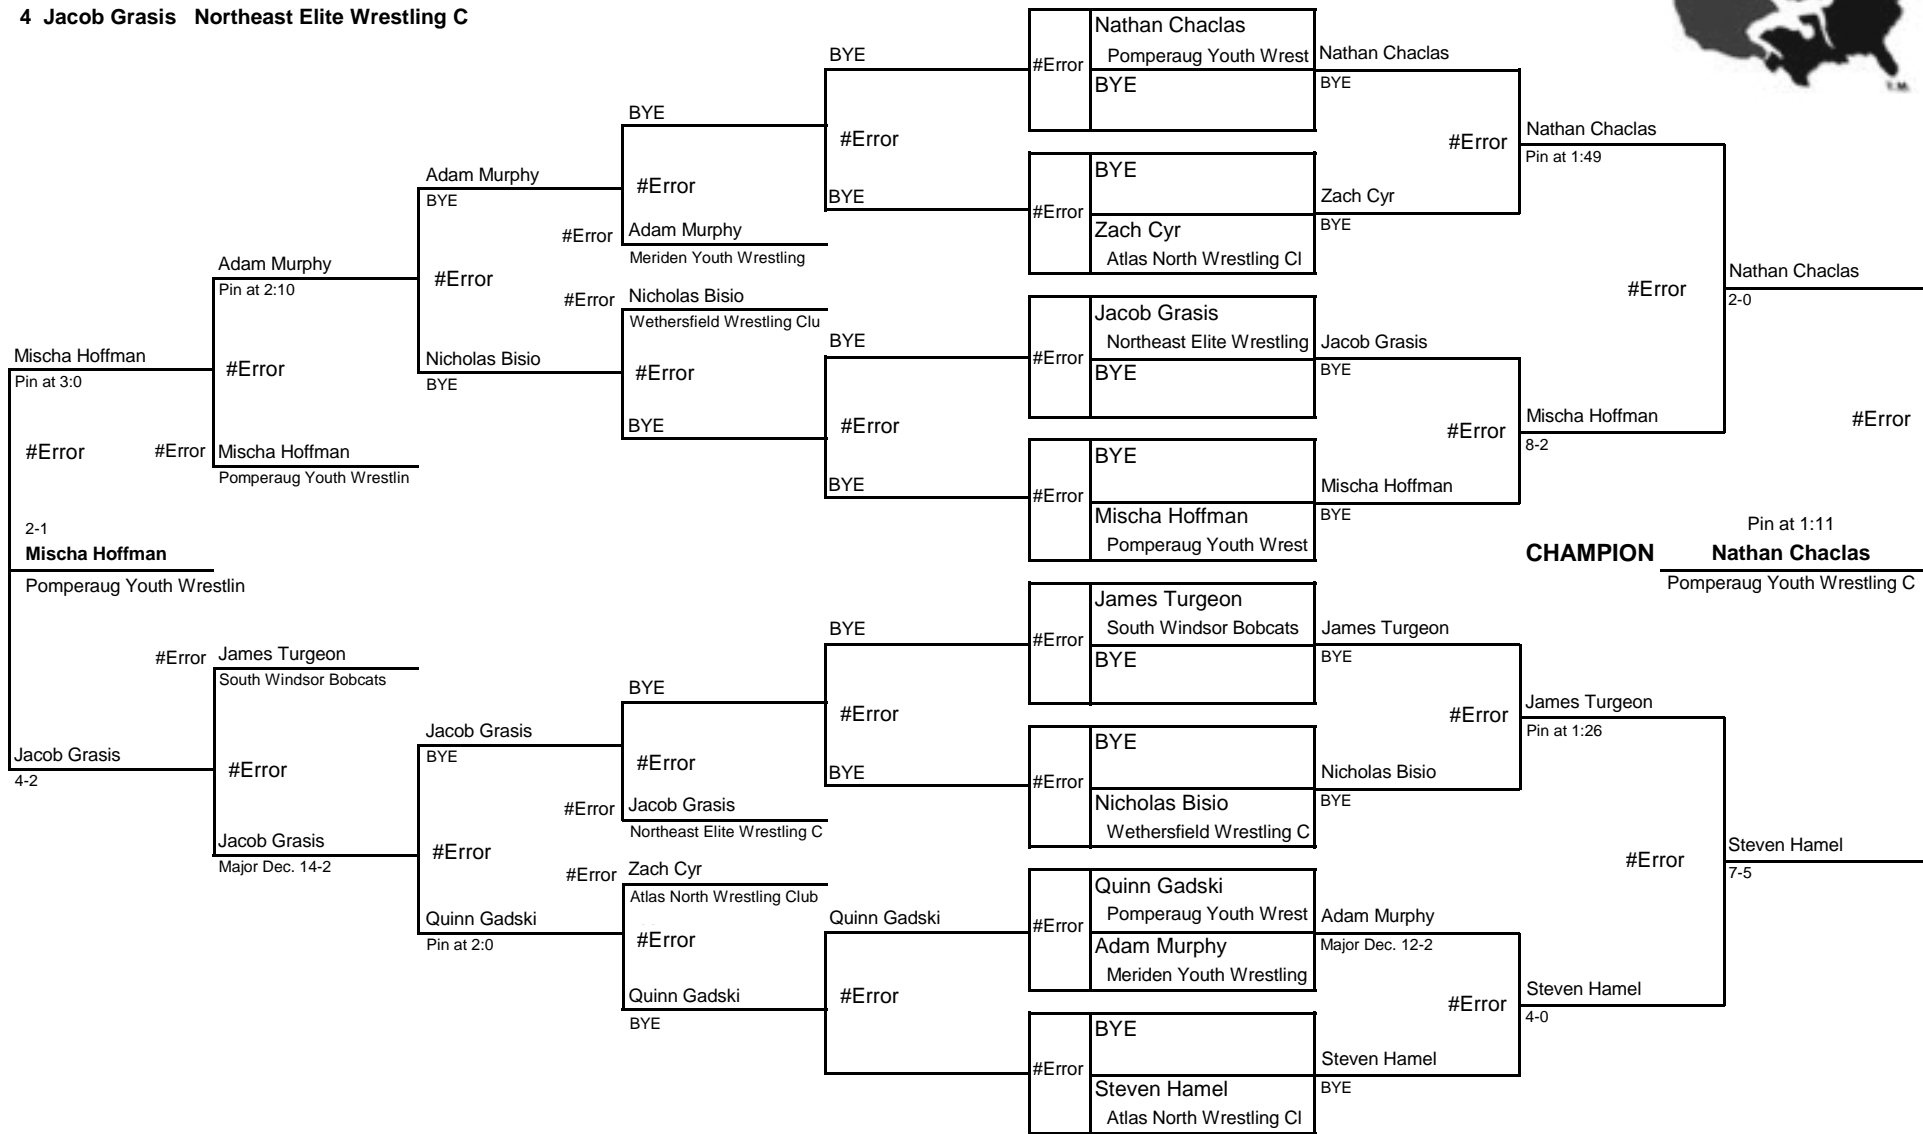 4 Jacob Grasis Northeast Elite Wrestling C
T.M.
Mischa Hoffman
Pin at 3:0
#Error
2-1
Mischa Hoffman
Pomperaug Youth Wrestlin
Jacob Grasis
4-2
Adam Murphy
Pin at 2:10
#Error
#Error
Mischa Hoffman
Pomperaug Youth Wrestlin
#Error
James Turgeon
South Windsor Bobcats
#Error
Jacob Grasis
Major Dec. 14-2
Adam Murphy
BYE
#Error
Nicholas Bisio
BYE
Jacob Grasis
BYE
#Error
Quinn Gadski
Pin at 2:0
BYE
#Error
#Error
Adam Murphy
Meriden Youth Wrestling
#Error
Nicholas Bisio
Wethersfield Wrestling Clu
#Error
BYE
BYE
#Error
#Error
Jacob Grasis
Northeast Elite Wrestling C
#Error
Zach Cyr
Atlas North Wrestling Club
#Error
Quinn Gadski
BYE
BYE
#Error
BYE
BYE
#Error
BYE
BYE
#Error
BYE
Quinn Gadski
#Error
#Error
Nathan Chaclas
Pomperaug Youth Wrest
BYE
#Error
BYE
Zach Cyr
Atlas North Wrestling Cl
#Error
Jacob Grasis
Northeast Elite Wrestling
BYE
#Error
BYE
Mischa Hoffman
Pomperaug Youth Wrest
#Error
James Turgeon
South Windsor Bobcats
BYE
#Error
BYE
Nicholas Bisio
Wethersfield Wrestling C
#Error
Quinn Gadski
Pomperaug Youth Wrest
Adam Murphy
Meriden Youth Wrestling
#Error
BYE
Steven Hamel
Atlas North Wrestling Cl
Nathan Chaclas
BYE
#Error
Zach Cyr
BYE
Jacob Grasis
BYE
#Error
Mischa Hoffman
BYE
James Turgeon
BYE
#Error
Nicholas Bisio
BYE
Adam Murphy
Major Dec. 12-2
#Error
Steven Hamel
BYE
Nathan Chaclas
Pin at 1:49
#Error
Mischa Hoffman
8-2
James Turgeon
Pin at 1:26
#Error
Steven Hamel
4-0
Nathan Chaclas
2-0
#Error
Pin at 1:11
CHAMPION Nathan Chaclas
Pomperaug Youth Wrestling C
Steven Hamel
7-5